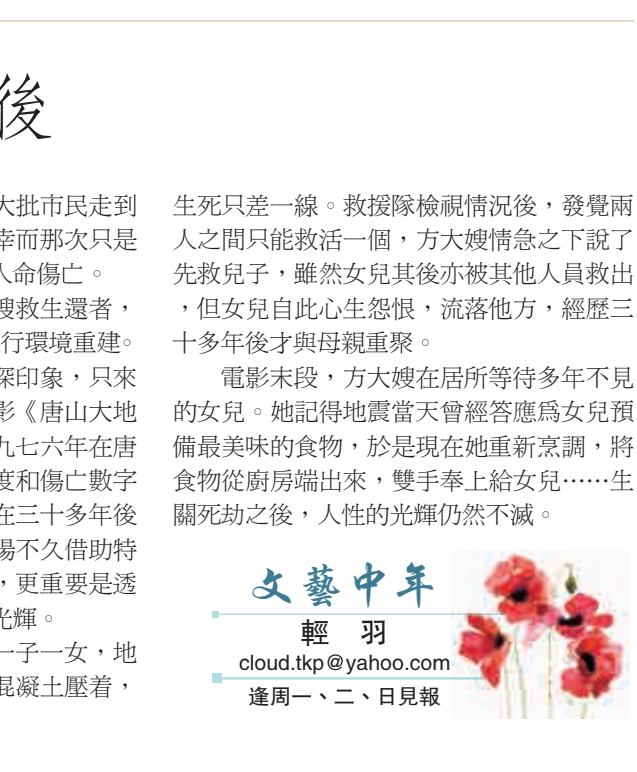 後
大批市民走到
幸而那次只是
人命傷亡。
搜救生還者，
行環境重建。
深印象，只來
影《唐山大地
九七六年在唐
度和傷亡數字
在三十多年後
場不久借助特
，更重要是透
光輝。
一子一女，地
混凝土壓着，
生死只差一線。救援隊檢視情況後，發覺兩
人之間只能救活一個，方大嫂情急之下說了
先救兒子，雖然女兒其後亦被其他人員救出
，但女兒自此心生怨恨，流落他方，經歷三
十多年後才與母親重聚。
電影末段，方大嫂在居所等待多年不見
的女兒。她記得地震當天曾經答應爲女兒預
備最美味的食物，於是現在她重新烹調，將
食物從廚房端出來，雙手奉上給女兒……生
關死劫之後，人性的光輝仍然不滅。
文藝中年
輕　羽
cloud.tkp@yahoo.com
逢周一、二、日見報